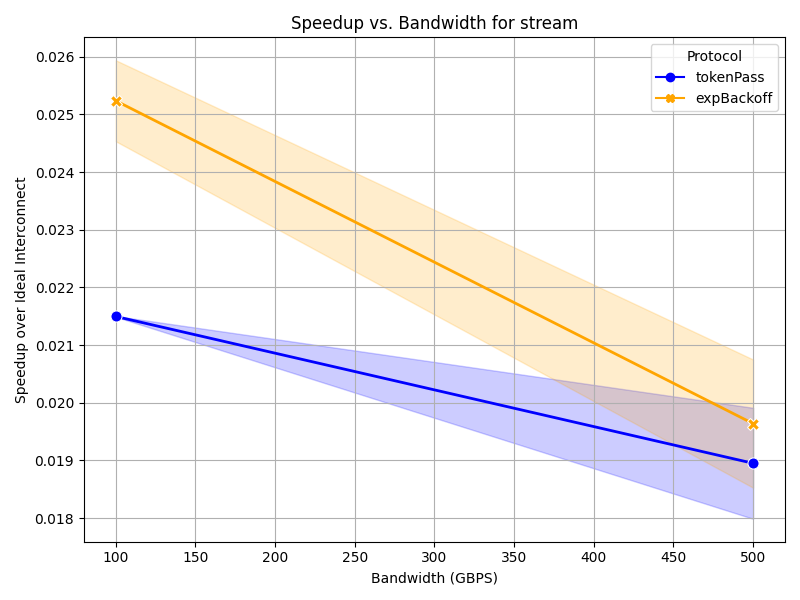 Speedup vs. Bandwidth for stream
Protocol
tokenPass
expBackoff
Speedup over Ideal Interconnect
0.026
0.025
0.024
0.023
0.022
0.021
0.020
0.019
0.018
100 150 200 250 300 350 400 450 500
Bandwidth (GBPS)